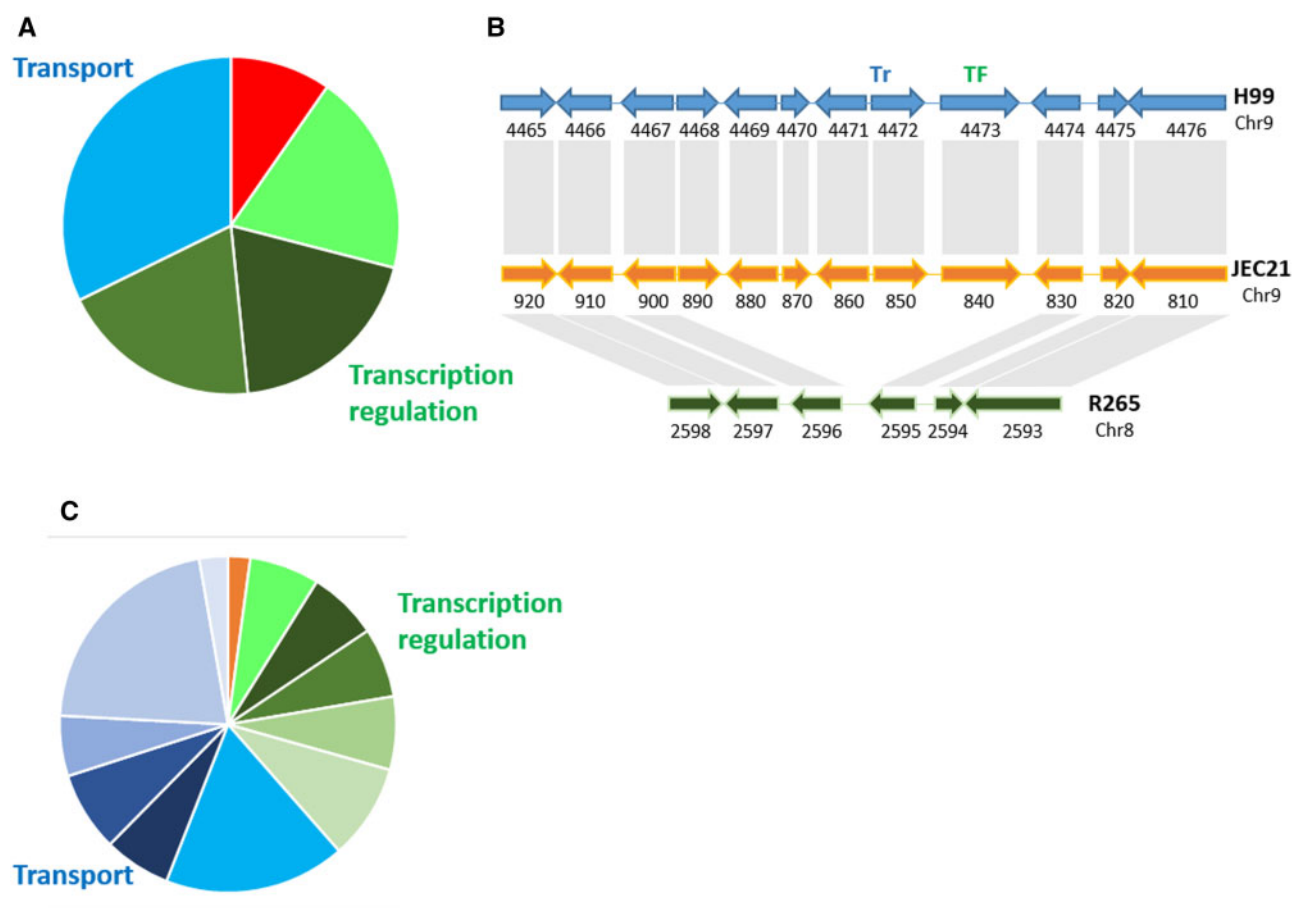 A
Transport
Transcription
regulation
B
Tr TF
H99
Chr9
4465 4466 4467 4468 4469 4470 4471 4472 4473 4474 4475 4476
JEC21
Chr9
920 910 900 890 880 870 860 850 840 830 820 810
R265
Chr8
2598 2597 2596 2595 2594 2593
C
Transcription
regulation
Transport